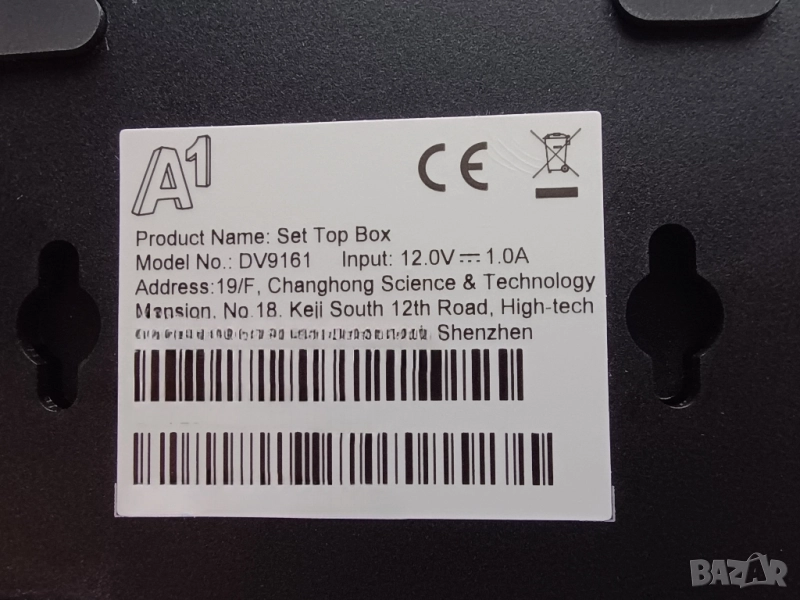 A1
CE
Product Name: Set Top Box
Model No.: DV9161 Input: 12.0V⎓1.0A
Address:19/F, Changhong Science & Technology
Mansion, No.18, Keji South 12th Road, High-tech
Shenzhen
BAZAR